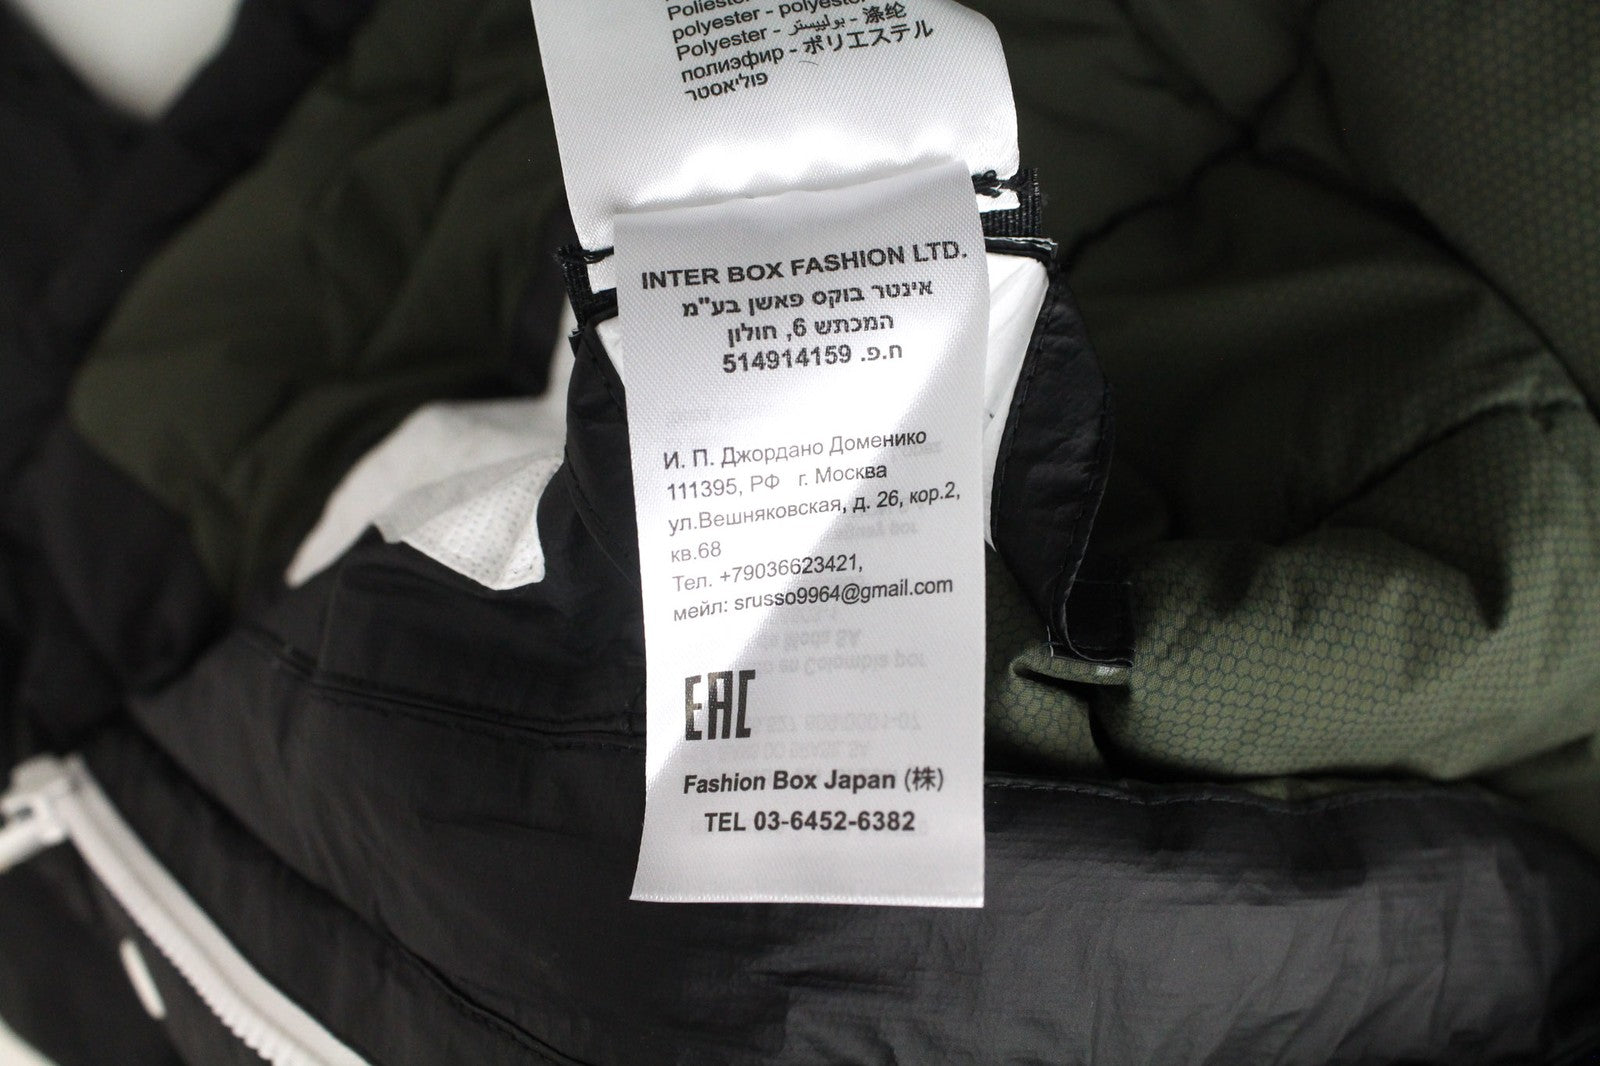 Poliester
polyester - polyester
Polyester - بوليستر - 涤纶
полиэфир - ポリエステル
פוליאסטר
INTER BOX FASHION LTD.
אינטר בוקס פאשן בע"מ
המכתש 6, חולון
ח.פ. 514914159
И. П. Джордано Доменико
111395, РФ г. Москва
ул.Вешняковская, д. 26, кор.2,
кв.68
Тел. +79036623421,
мейл: srusso9964@gmail.com
EAC
Fashion Box Japan (株)
TEL 03-6452-6382